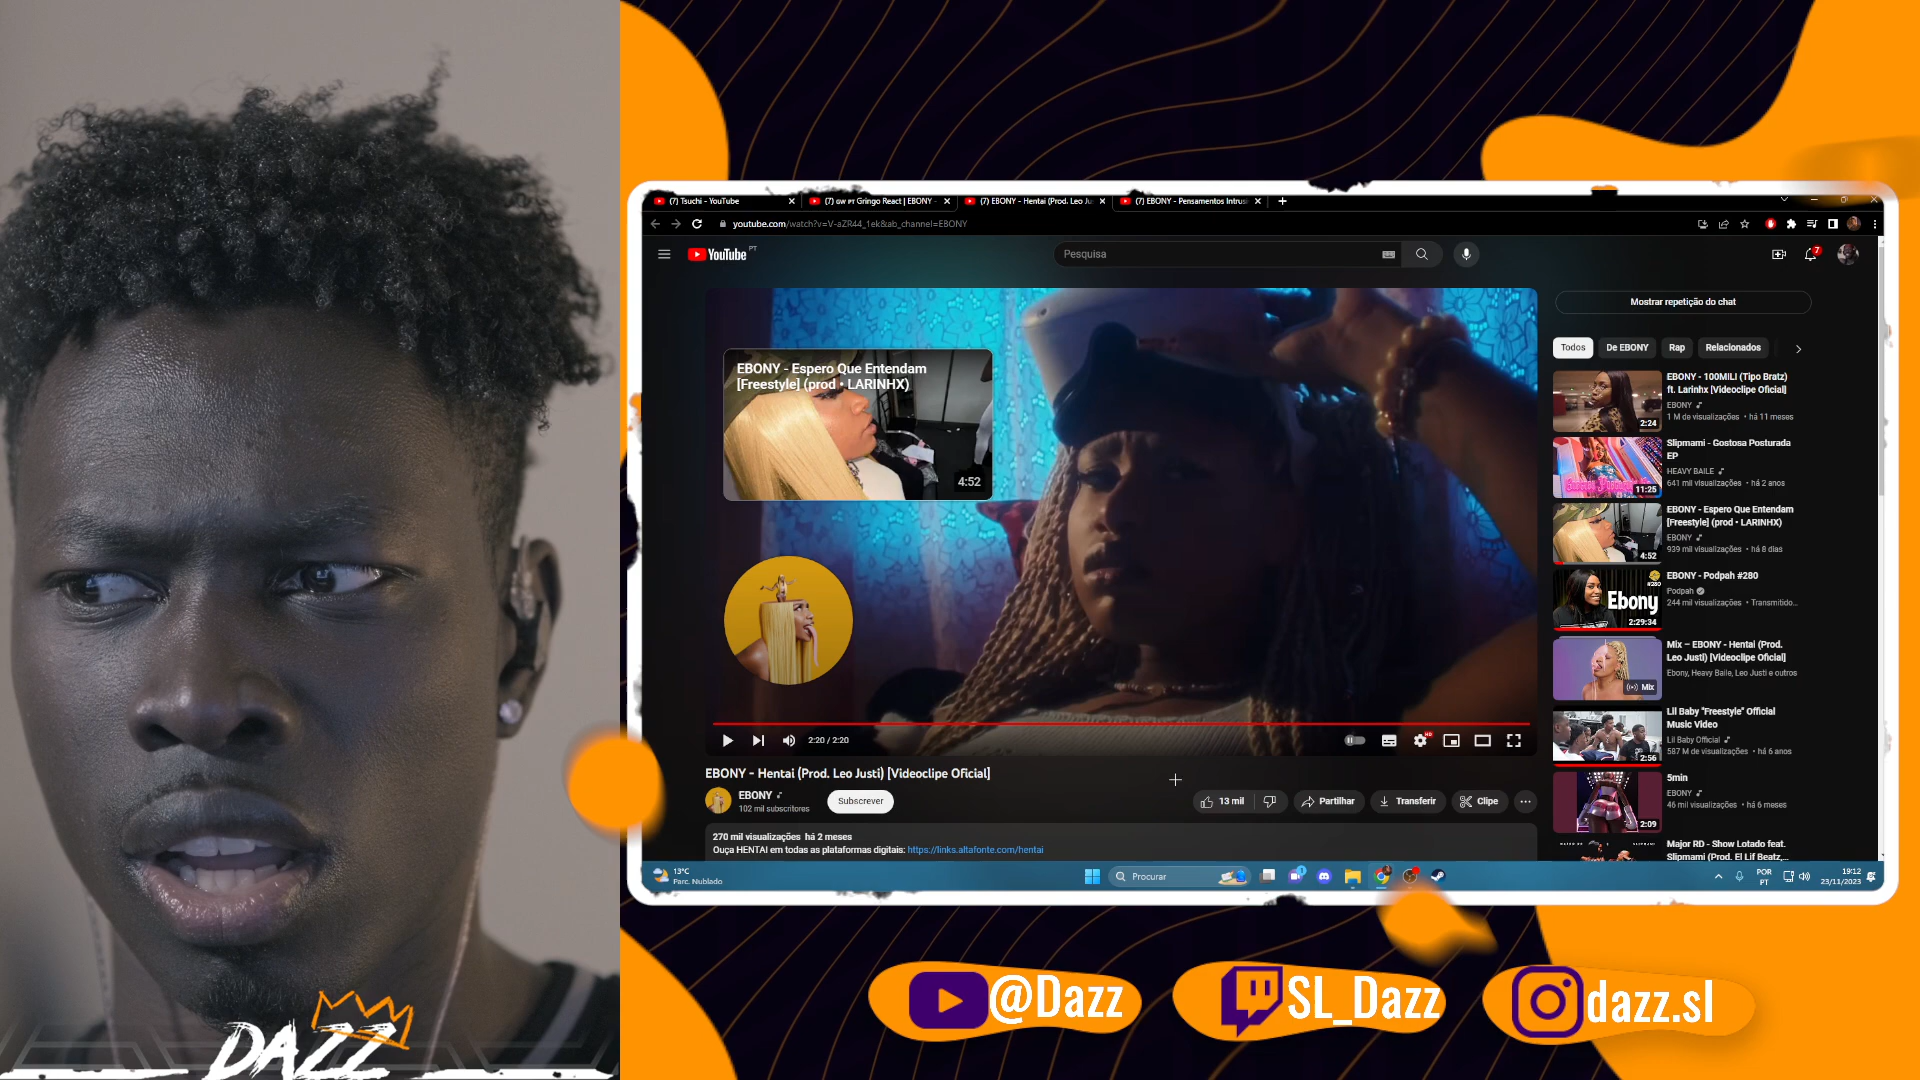 (7) Tsuchi - YouTube
(7) GW PT Gringo React | EBONY -
(7) EBONY - Hentai (Prod. Leo Ju
(7) EBONY - Pensamentos Intrus
youtube.com/watch?v=V-aZR44_1ek&ab_channel=EBONY
YouTube PT
Pesquisa
7
EBONY - Espero Que Entendam
[Freestyle] (prod • LARINHX)
4:52
2:20 / 2:20
HD
EBONY - Hentai (Prod. Leo Justi) [Videoclipe Oficial]
EBONY
102 mil subscritores
Subscrever
13 mil
Partilhar
Transferir
Clipe
270 mil visualizações há 2 meses
Ouça HENTAI em todas as plataformas digitais: https://links.altafonte.com/hentai
Mostrar repetição do chat
Todos
De EBONY
Rap
Relacionados
EBONY - 100MILI (Tipo Bratz)
ft. Larinhx [Videoclipe Oficial]
EBONY
1 M de visualizações • há 11 meses
2:24
Slipmami - Gostosa Posturada
EP
HEAVY BAILE
641 mil visualizações • há 2 anos
11:25
EBONY - Espero Que Entendam
[Freestyle] (prod • LARINHX)
EBONY
939 mil visualizações • há 8 dias
4:52
EBONY - Podpah #280
Podpah
244 mil visualizações • Transmitido...
#280
Ebony
2:29:34
Mix – EBONY - Hentai (Prod.
Leo Justi) [Videoclipe Oficial]
Ebony, Heavy Baile, Leo Justi e outros
Mix
Lil Baby "Freestyle" Official
Music Video
Lil Baby Official
587 M de visualizações • há 6 anos
2:56
5min
EBONY
46 mil visualizações • há 6 meses
2:09
Major RD - Show Lotado feat.
Slipmami (Prod. El Lif Beatz,...
13°C
Parc. Nublado
Procurar
POR
PT
19:12
23/11/2023
DAZZ
@Dazz
SL_Dazz
dazz.sl